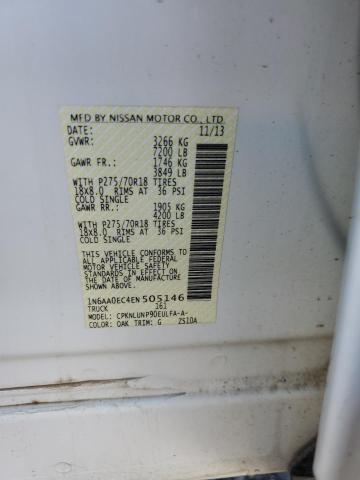 MFD BY NISSAN MOTOR CO., LTD.
DATE: 11/13
GVWR: 3266 KG
7200 LB
GAWR FR.: 1746 KG
3849 LB
WITH P275/70R18 TIRES
18X8.0 RIMS AT 36 PSI
COLD SINGLE
GAWR RR.: 1905 KG
4200 LB
WITH P275/70R18 TIRES
18X8.0 RIMS AT 36 PSI
COLD SINGLE
THIS VEHICLE CONFORMS TO
ALL APPLICABLE FEDERAL
MOTOR VEHICLE SAFETY
STANDARDS IN EFFECT ON
THE DATE OF MANUFACTURE
SHOWN ABOVE
1N6AA0EC4EN505146
TRUCK 161
MODEL: CPKNLUNP90EULFA-A-
COLOR: QAK TRIM: G ZS10A